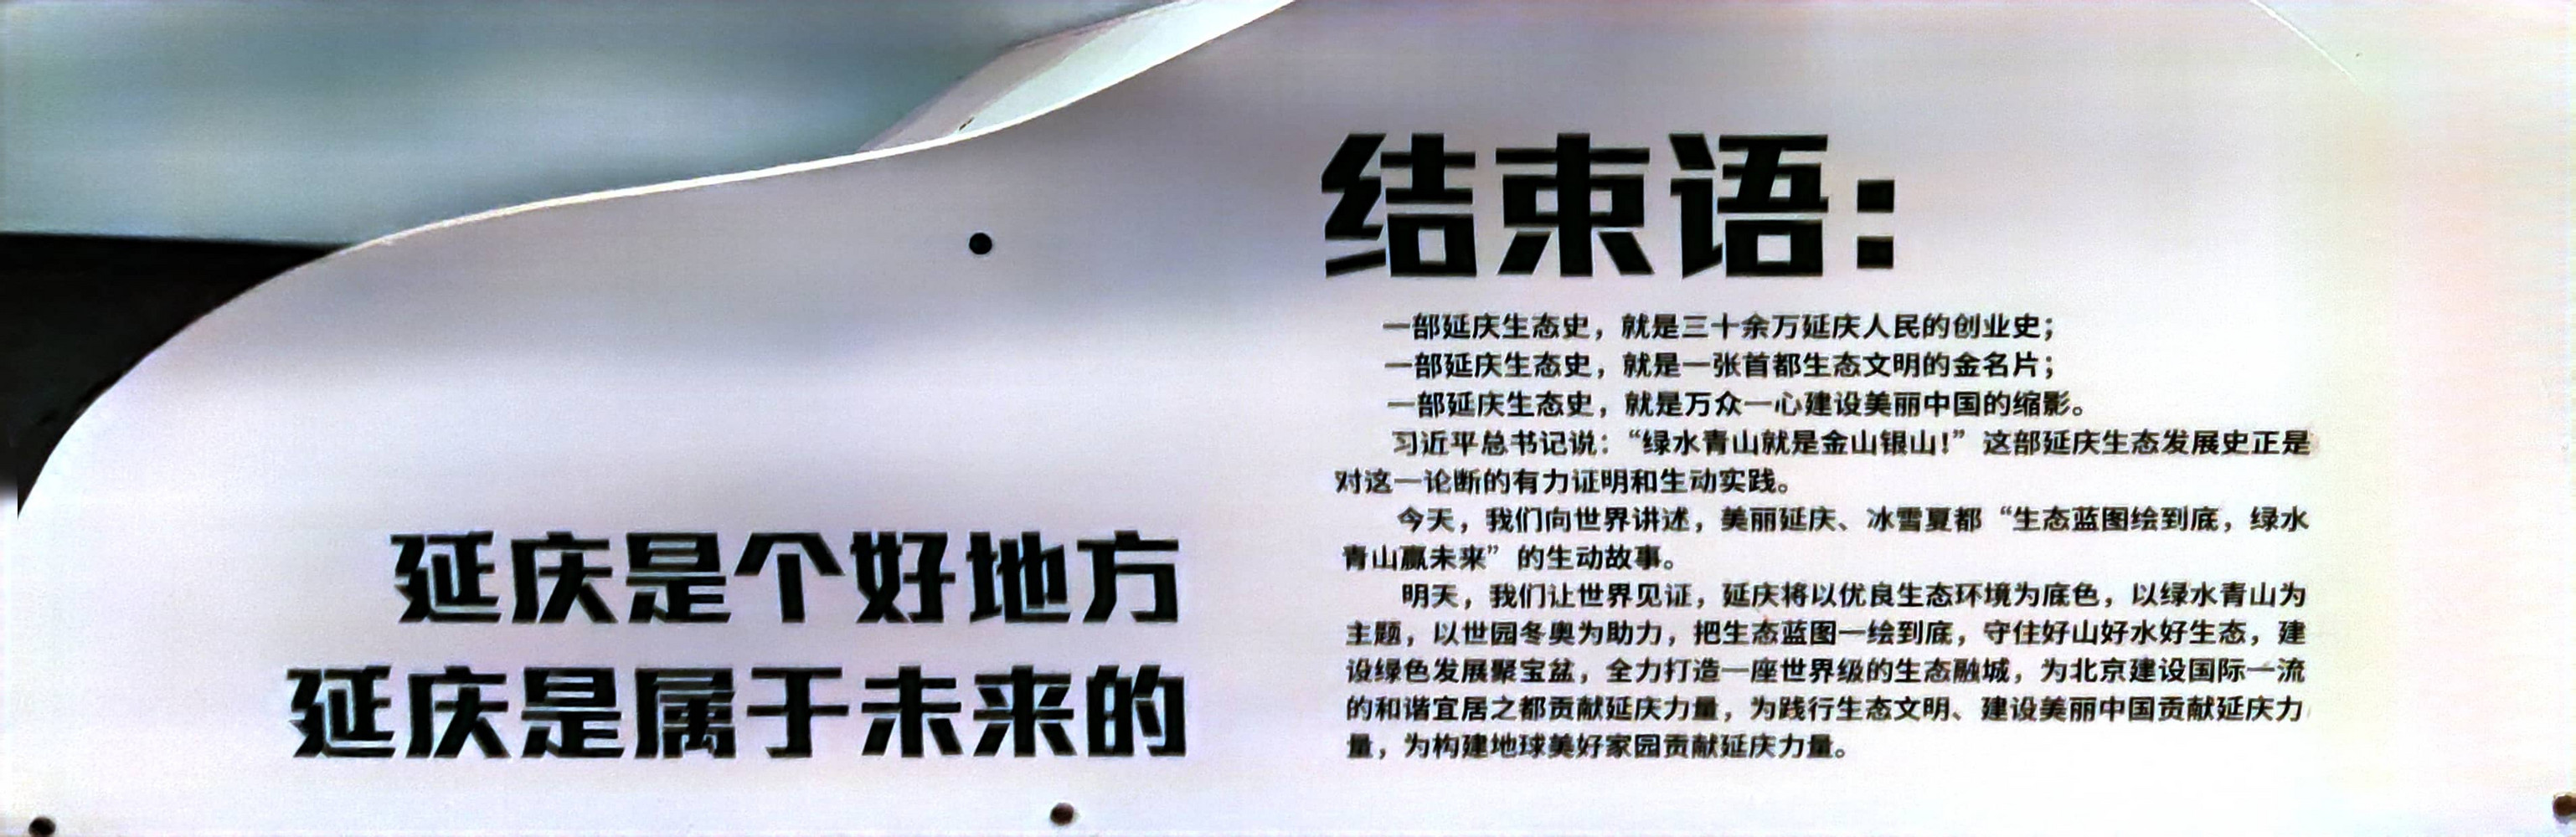 延庆是个好地方
延庆是属于未来的
结束语：
一部延庆生态史，就是三十余万延庆人民的创业史；
一部延庆生态史，就是一张首都生态文明的金名片；
一部延庆生态史，就是万众一心建设美丽中国的缩影。
习近平总书记说：“绿水青山就是金山银山！”这部延庆生态发展史正是
对这一论断的有力证明和生动实践。
今天，我们向世界讲述，美丽延庆、冰雪夏都“生态蓝图绘到底，绿水
青山赢未来”的生动故事。
明天，我们让世界见证，延庆将以优良生态环境为底色，以绿水青山为
主题，以世园冬奥为助力，把生态蓝图一绘到底，守住好山好水好生态，建
设绿色发展聚宝盆，全力打造一座世界级的生态融城，为北京建设国际一流
的和谐宜居之都贡献延庆力量，为践行生态文明、建设美丽中国贡献延庆力
量，为构建地球美好家园贡献延庆力量。